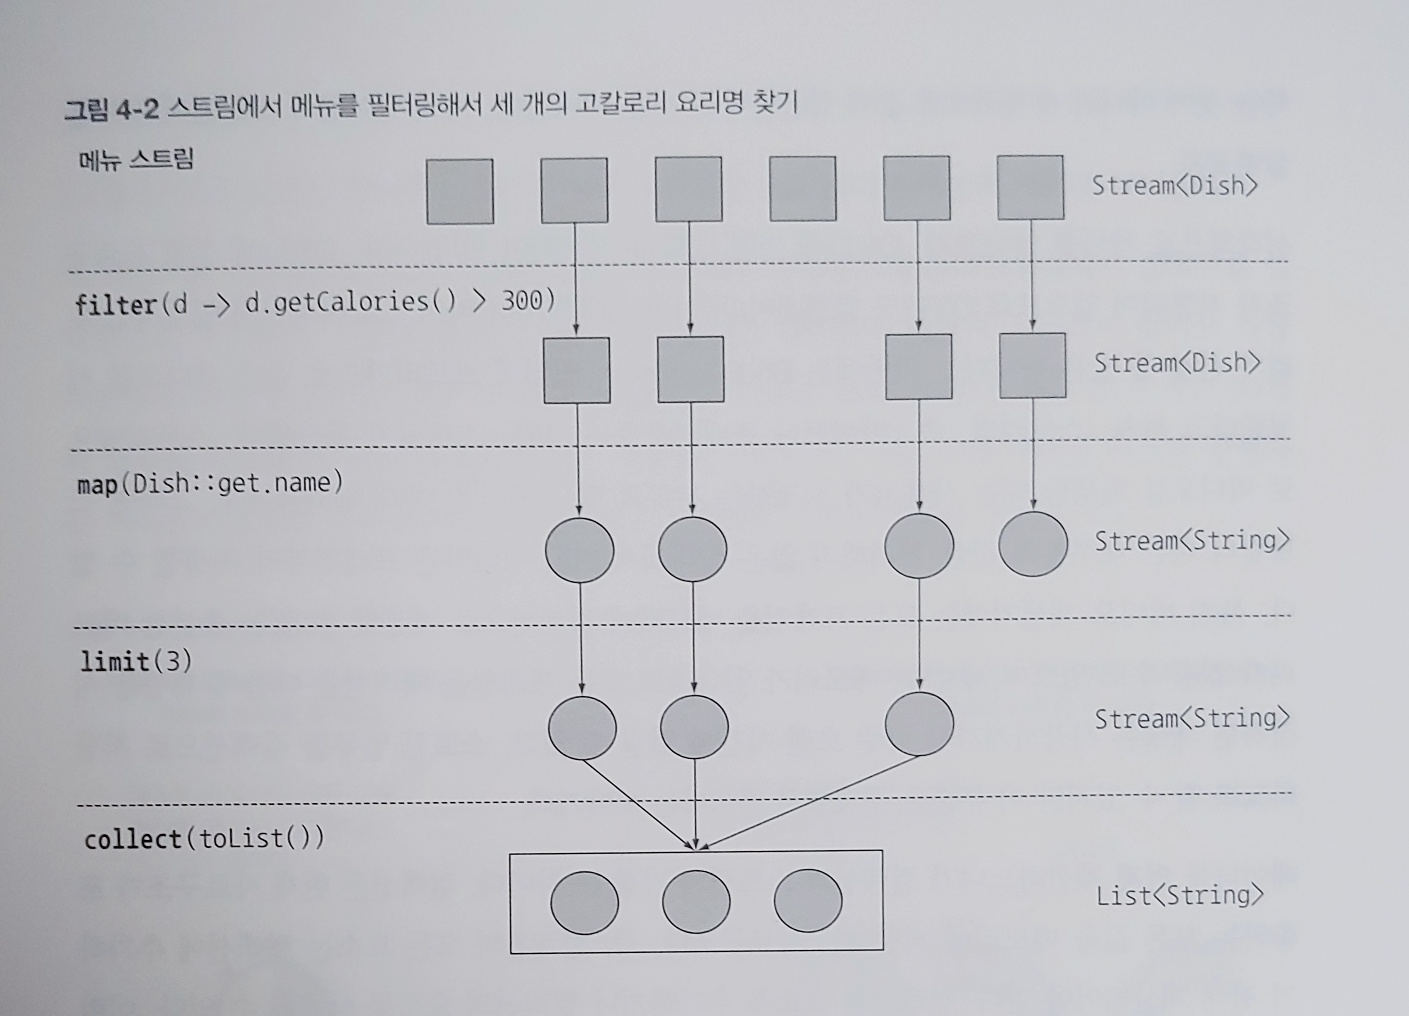 그림 4-2 스트림에서 메뉴를 필터링해서 세 개의 고칼로리 요리명 찾기
메뉴 스트림
Stream<Dish>
filter(d -> d.getCalories() > 300)
Stream<Dish>
map(Dish::get.name)
Stream<String>
limit(3)
Stream<String>
collect(toList())
List<String>